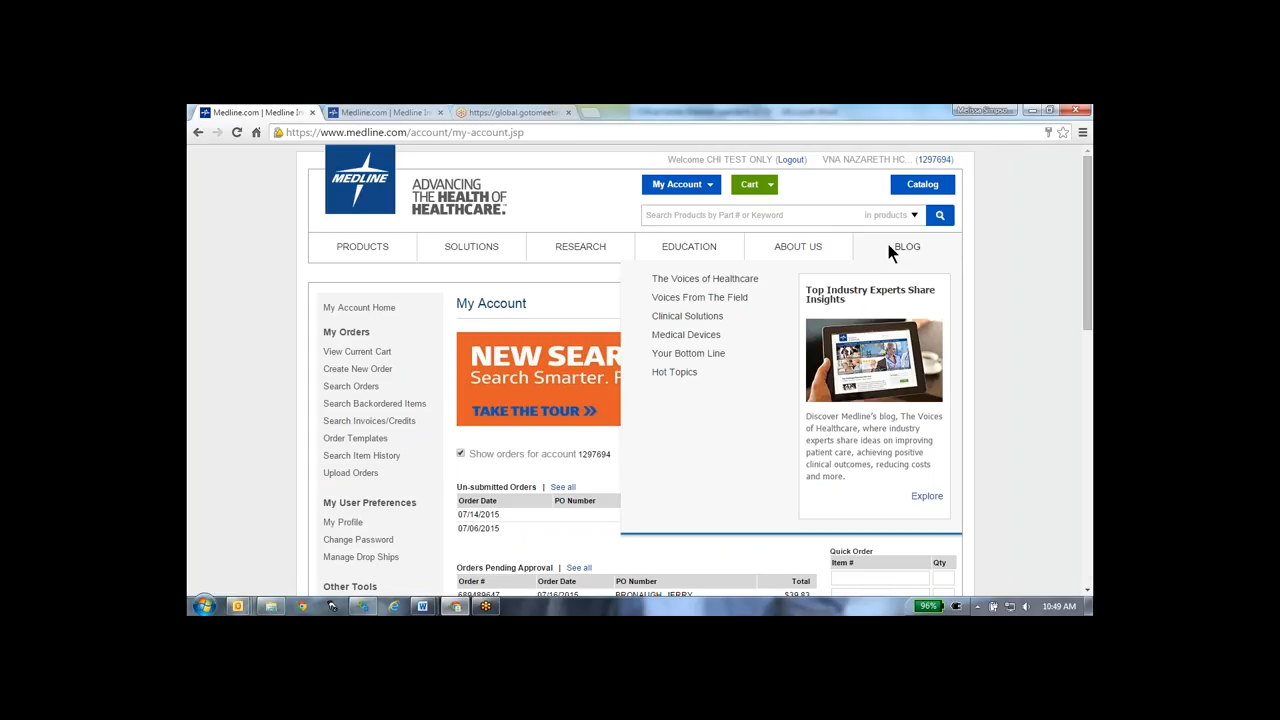 Medline.com | Medline In
Medline.com | Medline In
https://global.gotomeetin
https://www.medline.com/account/my-account.jsp
Welcome CHI TEST ONLY (Logout) VNA NAZARETH HC... (1297694)
MEDLINE
ADVANCING
THE HEALTH OF
HEALTHCARE.
My Account
Cart
Catalog
Search Products by Part # or Keyword
in products
PRODUCTS
SOLUTIONS
RESEARCH
EDUCATION
ABOUT US
BLOG
My Account Home
My Orders
View Current Cart
Create New Order
Search Orders
Search Backordered Items
Search Invoices/Credits
Order Templates
Search Item History
Upload Orders
My User Preferences
My Profile
Change Password
Manage Drop Ships
Other Tools
My Account
NEW SEAR
Search Smarter. F
TAKE THE TOUR >>
Show orders for account 1297694
Un-submitted Orders | See all
Order Date PO Number
07/14/2015
07/06/2015
Orders Pending Approval | See all
Order # Order Date PO Number Total
689489647 07/16/2015 BRONAUGH, JERRY $39.83
The Voices of Healthcare
Voices From The Field
Clinical Solutions
Medical Devices
Your Bottom Line
Hot Topics
Top Industry Experts Share
Insights
Discover Medline's blog, The Voices
of Healthcare, where industry
experts share ideas on improving
patient care, achieving positive
clinical outcomes, reducing costs
and more.
Explore
Quick Order
Item # Qty
96%
10:49 AM